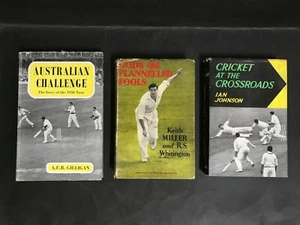 AUSTRALIAN
CHALLENGE
The Story of the 1956 Tour
A.E.R. GILLIGAN
GODS OR
FLANNELLED
FOOLS
Keith
MILLER
and R.S.
Whitington
CRICKET
AT THE
CROSSROADS
IAN
JOHNSON